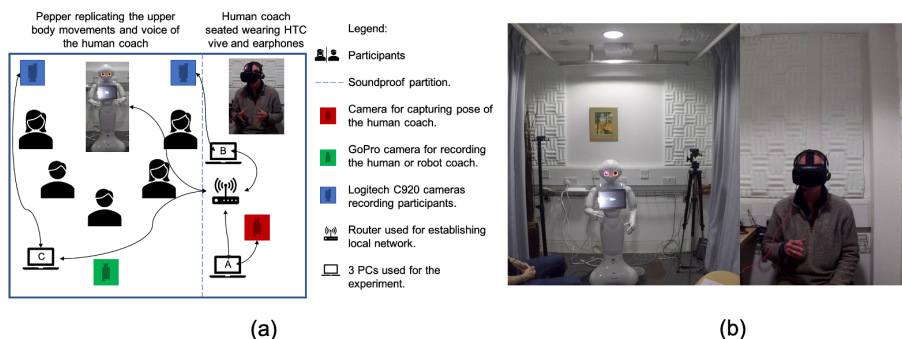 Pepper replicating the upper
body movements and voice of
the human coach
Human coach
seated wearing HTC
vive and earphones
B
C
A
Legend:
Participants
Soundproof partition.
Camera for capturing pose of
the human coach.
GoPro camera for recording
the human or robot coach.
Logitech C920 cameras
recording participants.
Router used for establishing
local network.
3 PCs used for the
experiment.
(a)
(b)